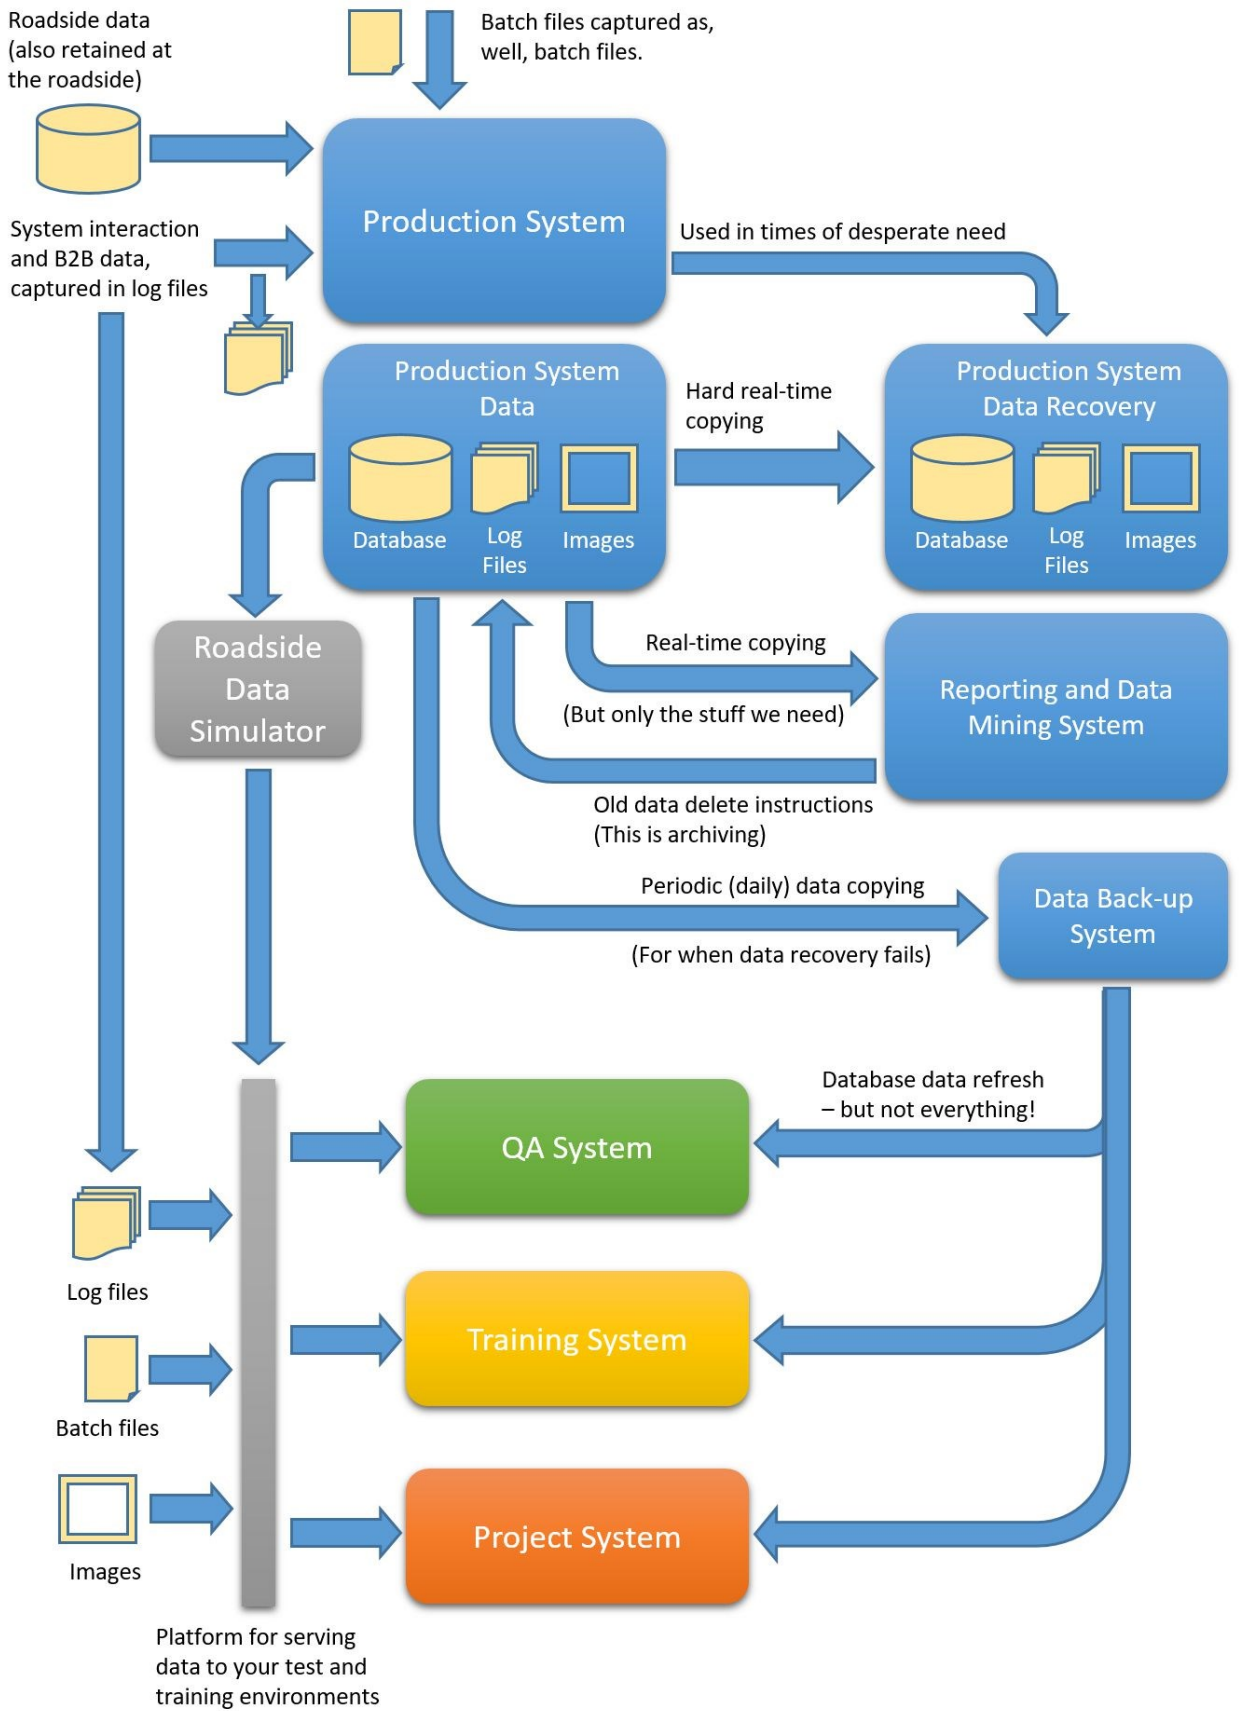 Roadside data
(also retained at
the roadside)
Batch files captured as,
well, batch files.
Production System
System interaction
and B2B data,
captured in log files
Used in times of desperate need
Production System
Data
Database
Log
Files
Images
Hard real-time
copying
Production System
Data Recovery
Database
Log
Files
Images
Roadside
Data
Simulator
Real-time copying
(But only the stuff we need)
Reporting and Data
Mining System
Old data delete instructions
(This is archiving)
Periodic (daily) data copying
(For when data recovery fails)
Data Back-up
System
Database data refresh
– but not everything!
QA System
Log files
Training System
Batch files
Project System
Images
Platform for serving
data to your test and
training environments